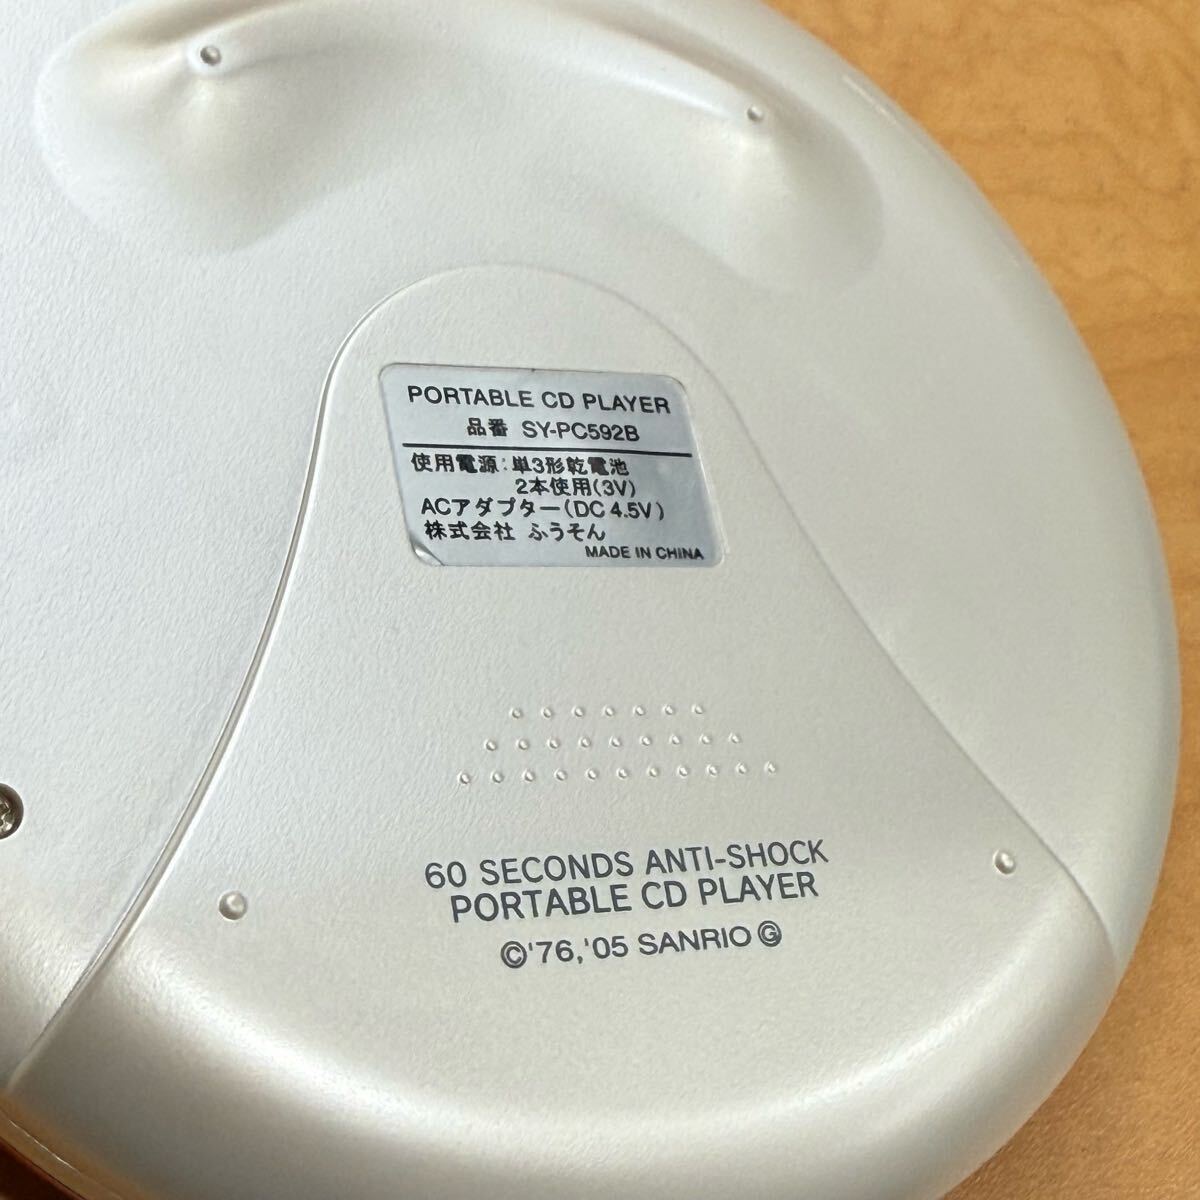 PORTABLE CD PLAYER
品番 SY-PC592B
使用電源:単3形乾電池
2本使用(3V)
ACアダプター(DC 4.5V)
株式会社 ふうそん
MADE IN CHINA
60 SECONDS ANTI-SHOCK
PORTABLE CD PLAYER
©'76,'05 SANRIO Ⓖ